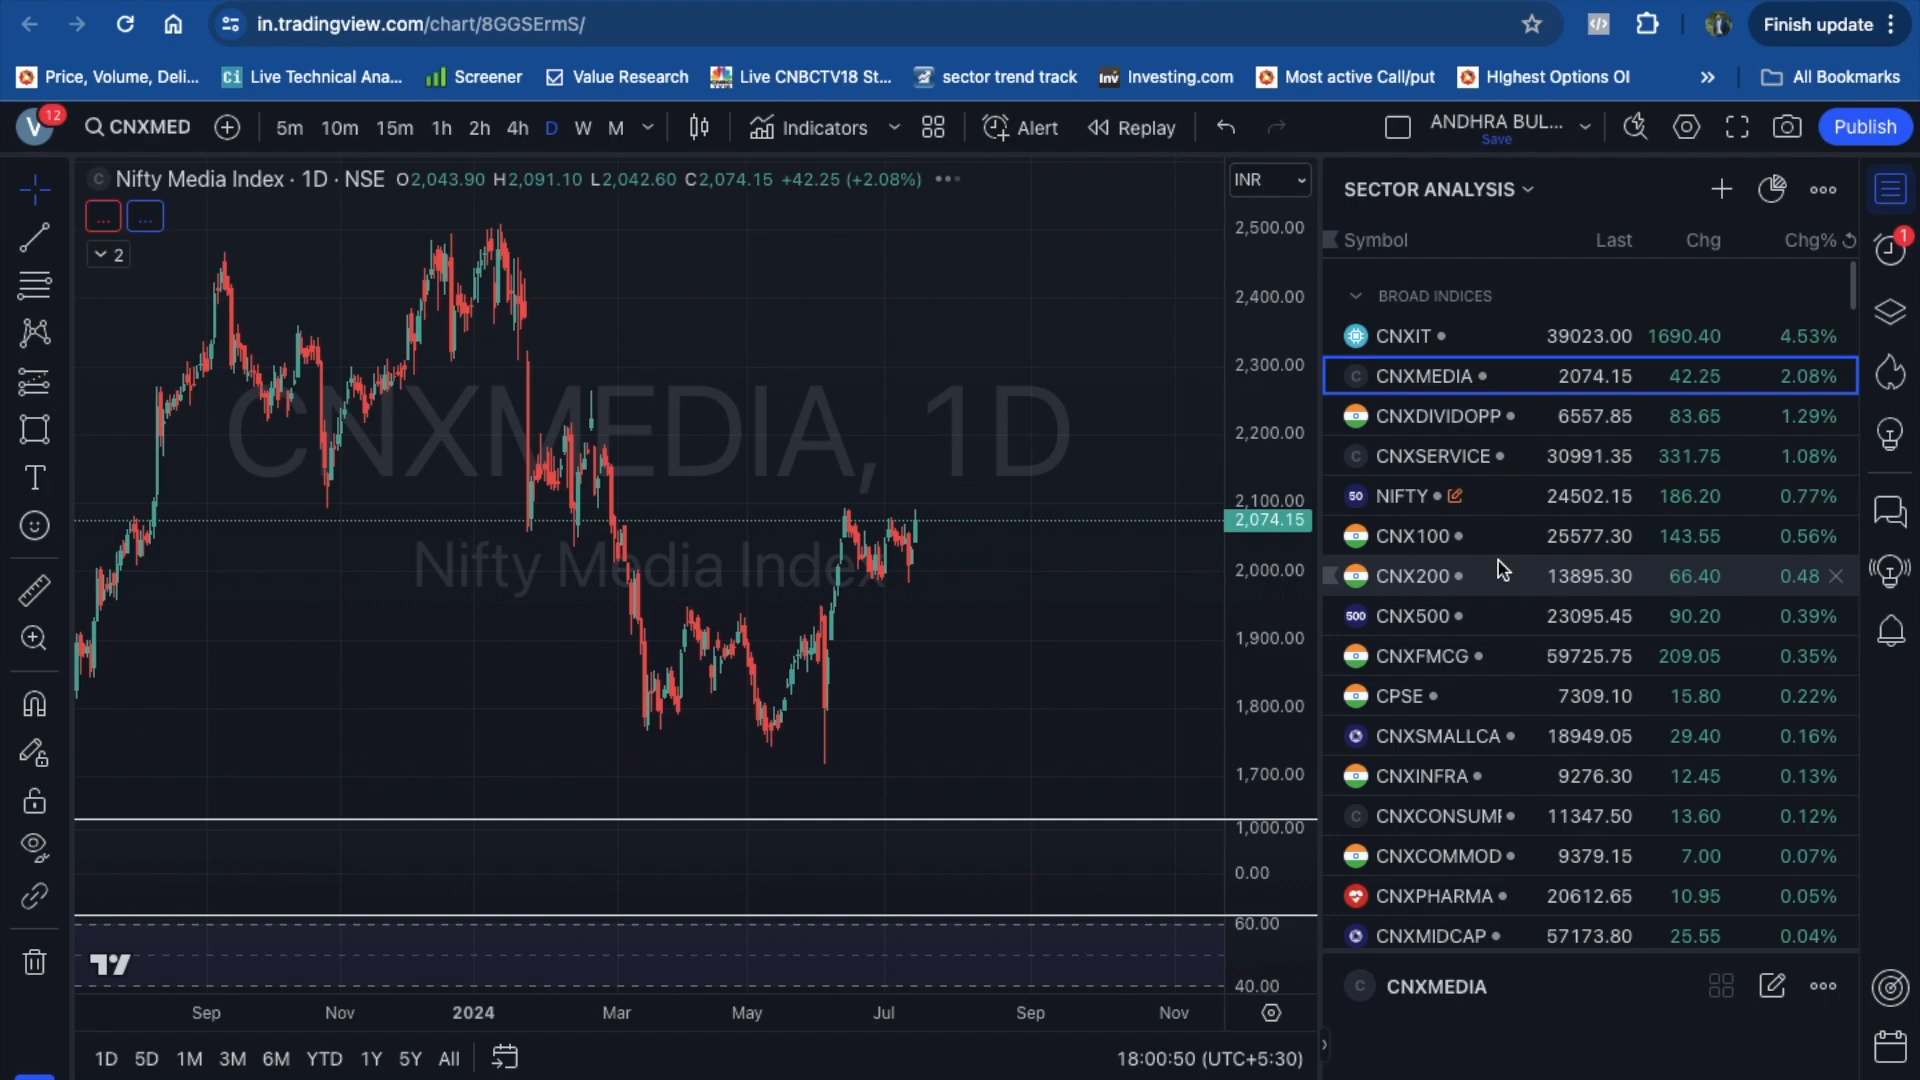 in.tradingview.com/chart/8GGSErmS/
Finish update
Price, Volume, Deli...
Live Technical Ana...
Screener
Value Research
Live CNBCTV18 St...
sector trend track
Investing.com
Most active Call/put
HIghest Options OI
All Bookmarks
V 12
CNXMED
5m 10m 15m 1h 2h 4h D W M
Indicators
Alert
Replay
ANDHRA BUL...
Save
Publish
C Nifty Media Index · 1D · NSE O2,043.90 H2,091.10 L2,042.60 C2,074.15 +42.25 (+2.08%)
INR
... ...
2
CNXMEDIA, 1D
Nifty Media Index
2,500.00
2,400.00
2,300.00
2,200.00
2,100.00
2,074.15
2,000.00
1,900.00
1,800.00
1,700.00
1,000.00
0.00
60.00
40.00
Sep Nov 2024 Mar May Jul Sep Nov
1D 5D 1M 3M 6M YTD 1Y 5Y All
18:00:50 (UTC+5:30)
SECTOR ANALYSIS
Symbol Last Chg Chg%
BROAD INDICES
CNXIT 39023.00 1690.40 4.53%
C CNXMEDIA 2074.15 42.25 2.08%
CNXDIVIDOPP 6557.85 83.65 1.29%
C CNXSERVICE 30991.35 331.75 1.08%
50 NIFTY 24502.15 186.20 0.77%
CNX100 25577.30 143.55 0.56%
CNX200 13895.30 66.40 0.48
500 CNX500 23095.45 90.20 0.39%
CNXFMCG 59725.75 209.05 0.35%
CPSE 7309.10 15.80 0.22%
CNXSMALLCA 18949.05 29.40 0.16%
CNXINFRA 9276.30 12.45 0.13%
C CNXCONSUM 11347.50 13.60 0.12%
CNXCOMMOD 9379.15 7.00 0.07%
CNXPHARMA 20612.65 10.95 0.05%
CNXMIDCAP 57173.80 25.55 0.04%
C CNXMEDIA
1